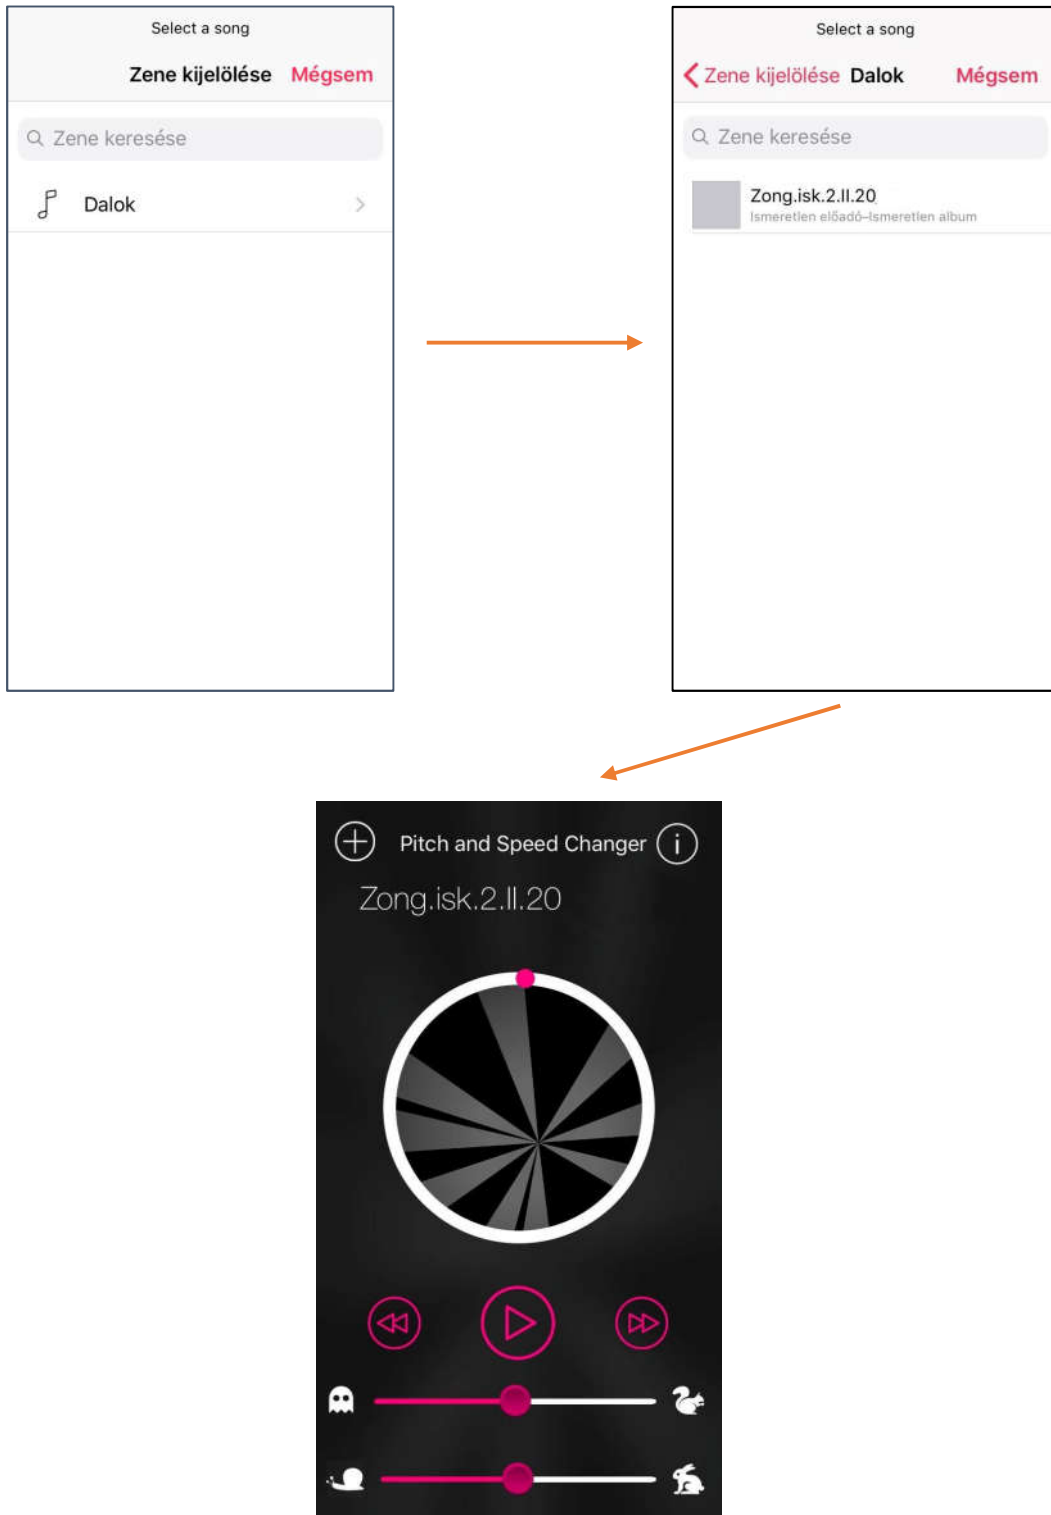 Select a song
Zene kijelölése Mégsem
Zene keresése
Dalok
Select a song
Zene kijelölése Dalok Mégsem
Zene keresése
Zong.isk.2.II.20
Ismeretlen előadó–Ismeretlen album
Pitch and Speed Changer
Zong.isk.2.II.20